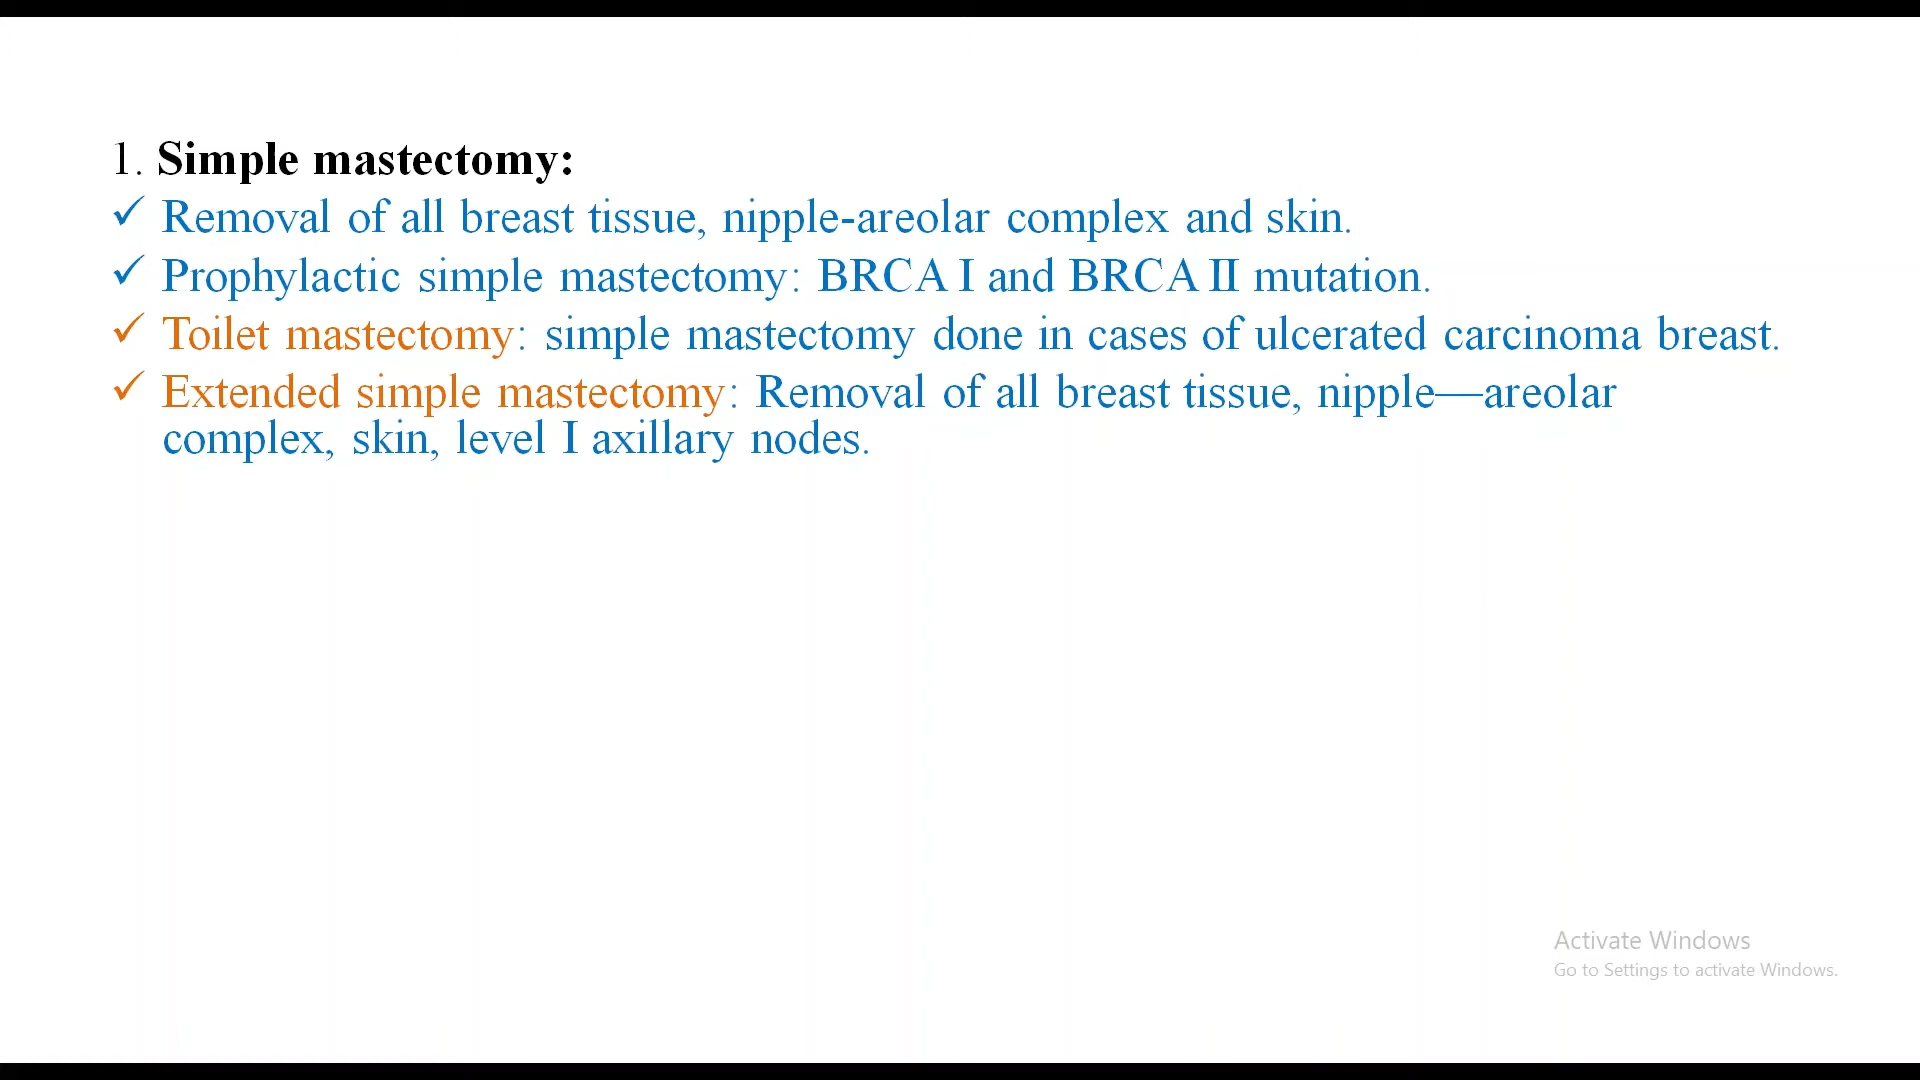 1. Simple mastectomy:
✓ Removal of all breast tissue, nipple-areolar complex and skin.
✓ Prophylactic simple mastectomy: BRCA I and BRCA II mutation.
✓ Toilet mastectomy: simple mastectomy done in cases of ulcerated carcinoma breast.
✓ Extended simple mastectomy: Removal of all breast tissue, nipple—areolar
complex, skin, level I axillary nodes.
Activate Windows
Go to Settings to activate Windows.